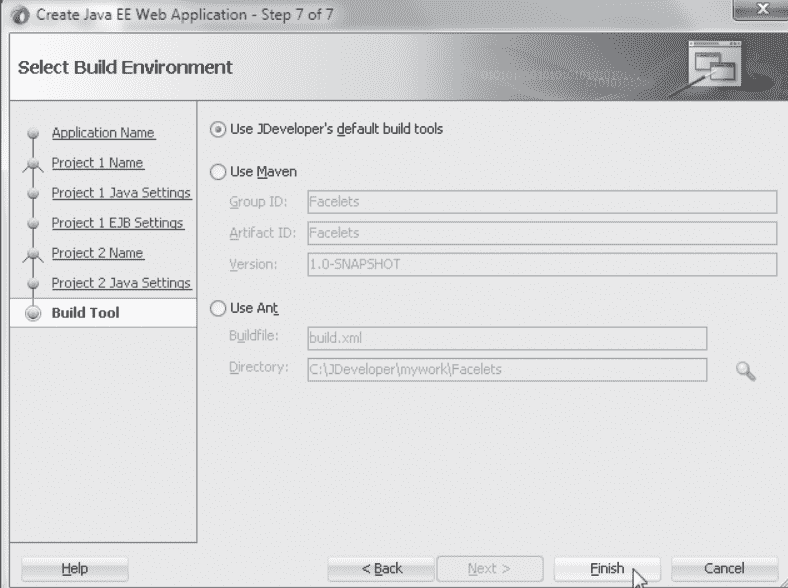 Create Java EE Web Application - Step 7 of 7
Select Build Environment
Application Name
Project 1 Name
Project 1 Java Settings
Project 1 EJB Settings
Project 2 Name
Project 2 Java Settings
Build Tool
Use JDeveloper's default build tools
Use Maven
Group ID: Facelets
Artifact ID: Facelets
Version: 1.0-SNAPSHOT
Use Ant
Buildfile: build.xml
Directory: C:\JDeveloper\mywork\Facelets
Help < Back Next > Finish Cancel